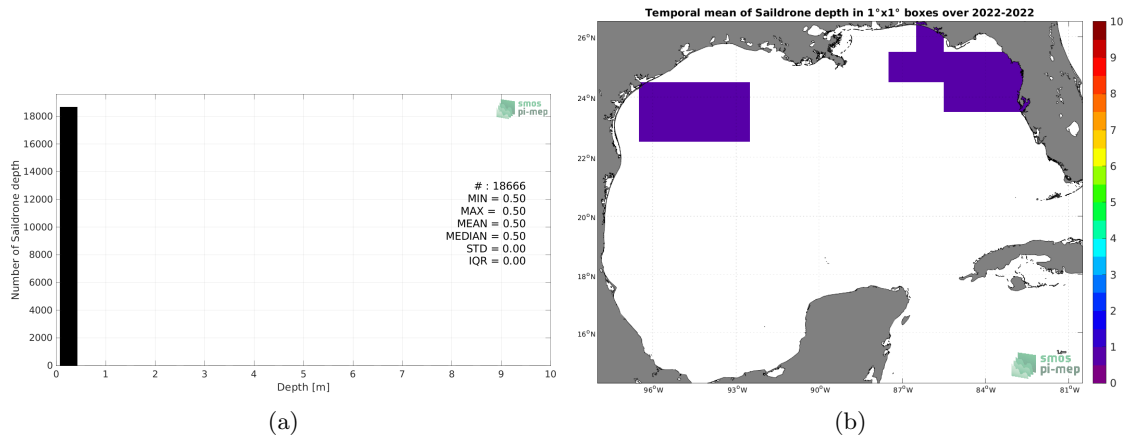 18000
16000
14000
12000
10000
8000
6000
4000
2000
0
Number of Saildrone depth
smos
pi-mep
# : 18666
MIN = 0.50
MAX = 0.50
MEAN = 0.50
MEDIAN = 0.50
STD = 0.00
IQR = 0.00
0 1 2 3 4 5 6 7 8 9 10
Depth [m]
(a)
Temporal mean of Saildrone depth in 1°x1° boxes over 2022-2022
26°N
24°N
22°N
20°N
18°N
16°N
96°W 93°W 90°W 87°W 84°W 81°W
smos
pi-mep
10
9
8
7
6
5
4
3
2
1
0
(b)